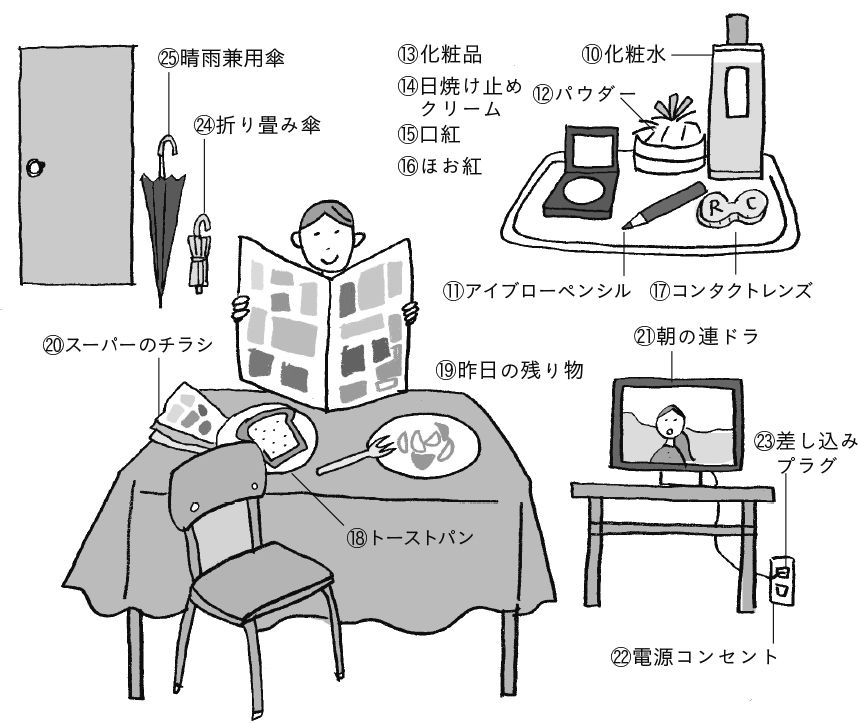 ㉕晴雨兼用傘
㉔折り畳み傘
⑬化粧品
⑭日焼け止め
クリーム
⑮口紅
⑯ほお紅
⑩化粧水
⑫パウダー
R C
⑪アイブローペンシル
⑰コンタクトレンズ
⑳スーパーのチラシ
⑲昨日の残り物
㉑朝の連ドラ
㉓差し込み
プラグ
⑱トーストパン
㉒電源コンセント